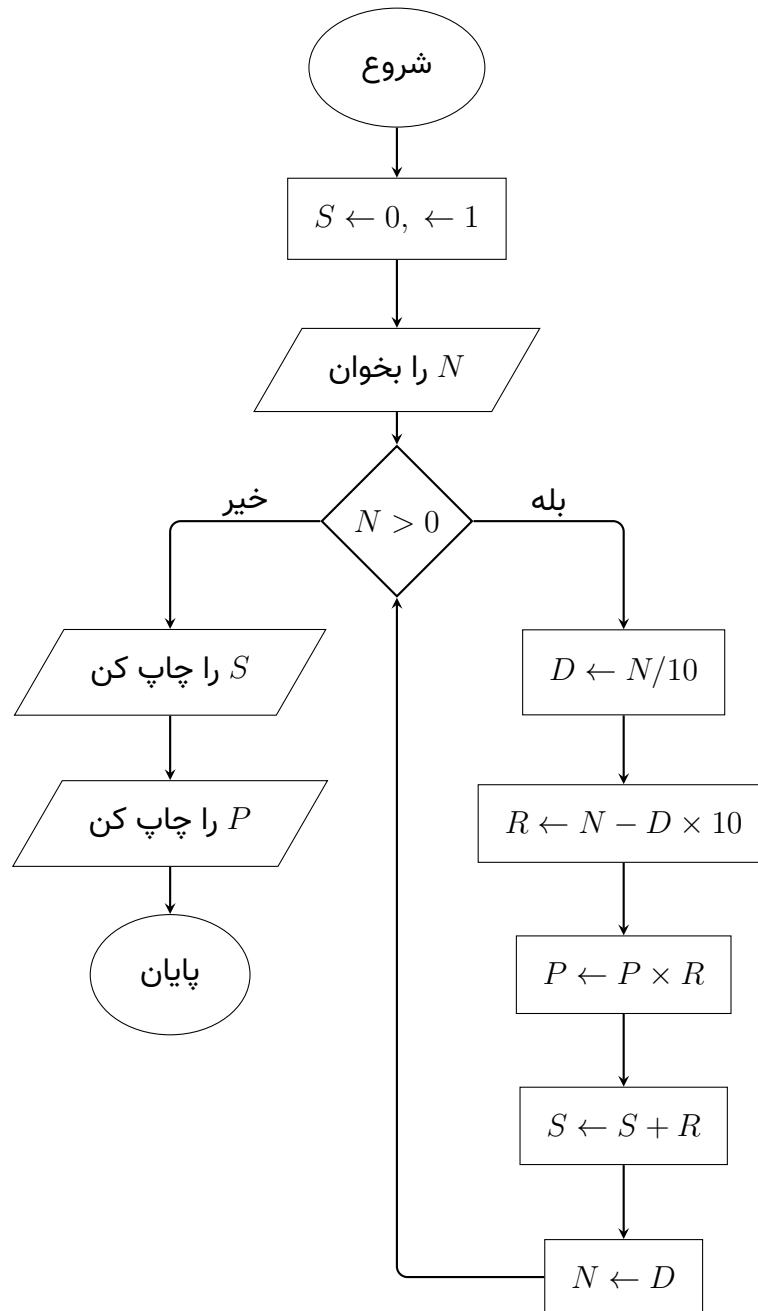 شروع
S ← 0, ← 1
N را بخوان
N > 0
خیر
بله
S را چاپ کن
P را چاپ کن
پایان
D ← N/10
R ← N − D × 10
P ← P × R
S ← S + R
N ← D